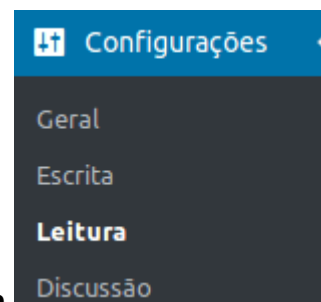 Configurações
Geral
Escrita
Leitura
Discussão